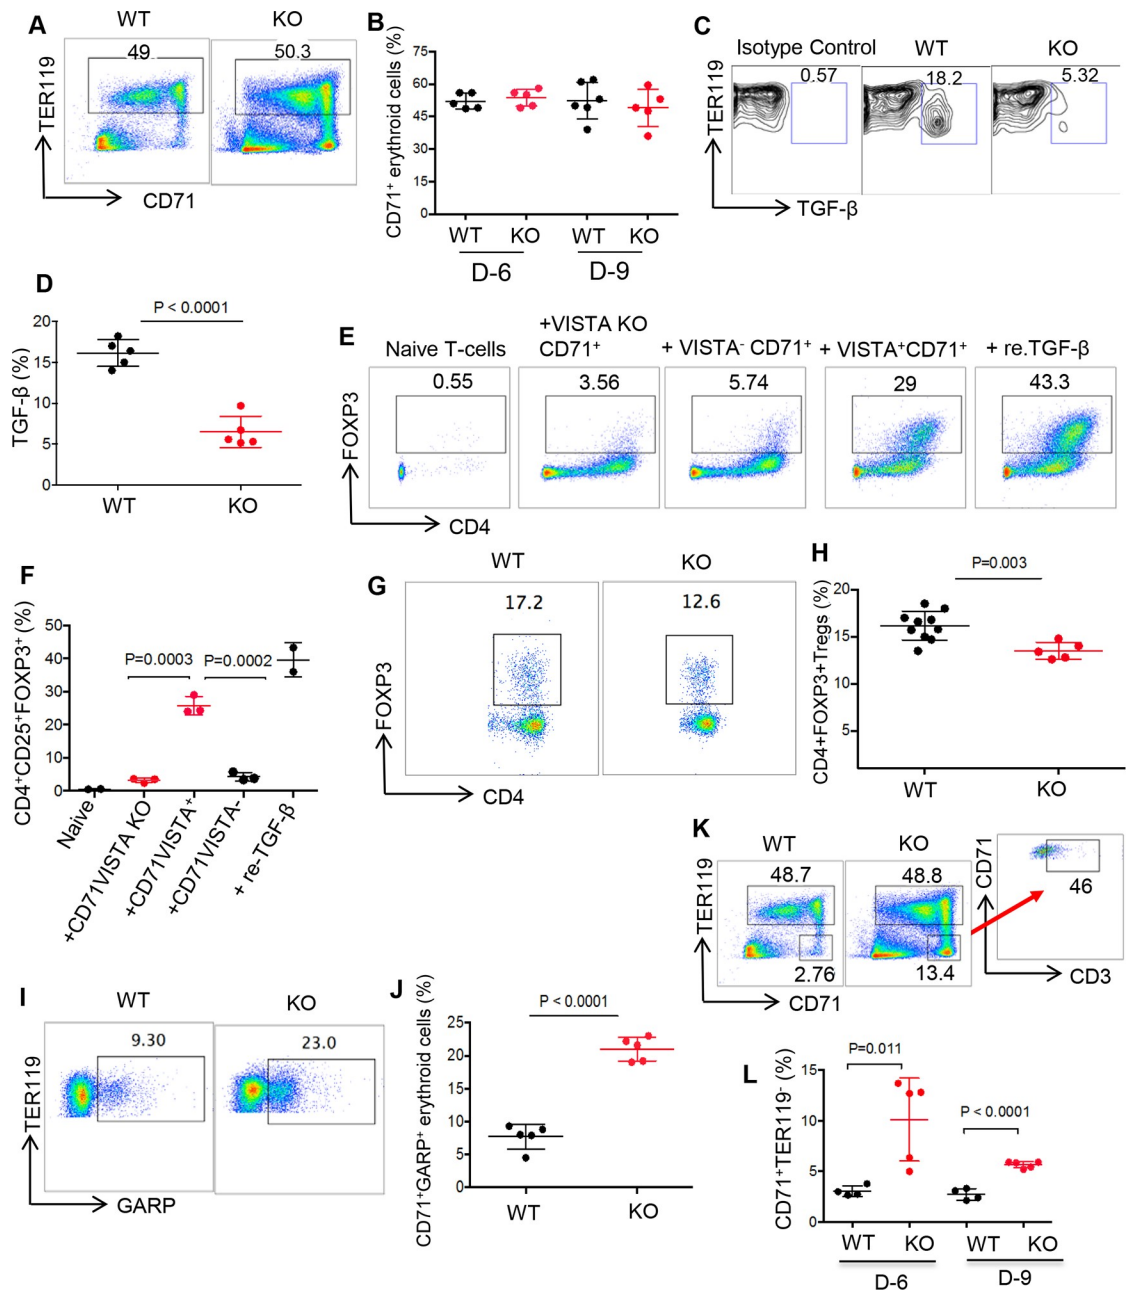 A
WT
KO
49
50.3
TER119
CD71
B
CD71⁺ erythroid cells (%)
75
60
45
30
15
0
WT
KO
WT
KO
D-6
D-9
C
Isotype Control
WT
KO
0.57
18.2
5.32
TER119
TGF-β
D
P < 0.0001
TGF-β (%)
20
15
10
5
0
WT
KO
E
Naive T-cells
+VISTA KO
CD71⁺
+ VISTA⁻ CD71⁺
+ VISTA⁺CD71⁺
+ re.TGF-β
0.55
3.56
5.74
29
43.3
FOXP3
CD4
F
CD4⁺CD25⁺FOXP3⁺ (%)
50
40
30
20
10
0
P=0.0003
P=0.0002
Naive
+CD71VISTA KO
+CD71VISTA⁺
+CD71VISTA-
+ re-TGF-β
G
WT
KO
17.2
12.6
FOXP3
CD4
H
P=0.003
CD4+FOXP3+Tregs (%)
20
15
10
5
WT
KO
I
WT
KO
9.30
23.0
TER119
GARP
J
P < 0.0001
CD71⁺GARP⁺ erythroid cells (%)
25
20
15
10
5
0
WT
KO
K
WT
KO
48.7
48.8
2.76
13.4
TER119
CD71
CD71
46
CD3
L
CD71⁺TER119⁻ (%)
P=0.011
P < 0.0001
15
10
5
0
WT
KO
WT
KO
D-6
D-9